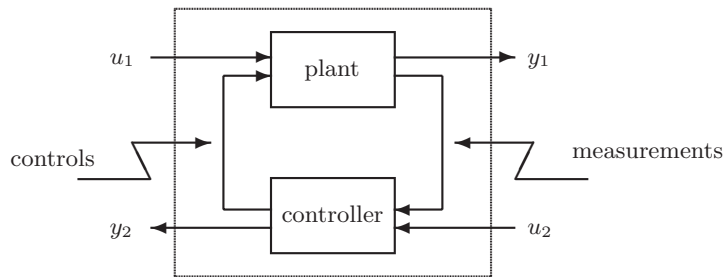 u1
plant
y1
controls
measurements
y2
controller
u2